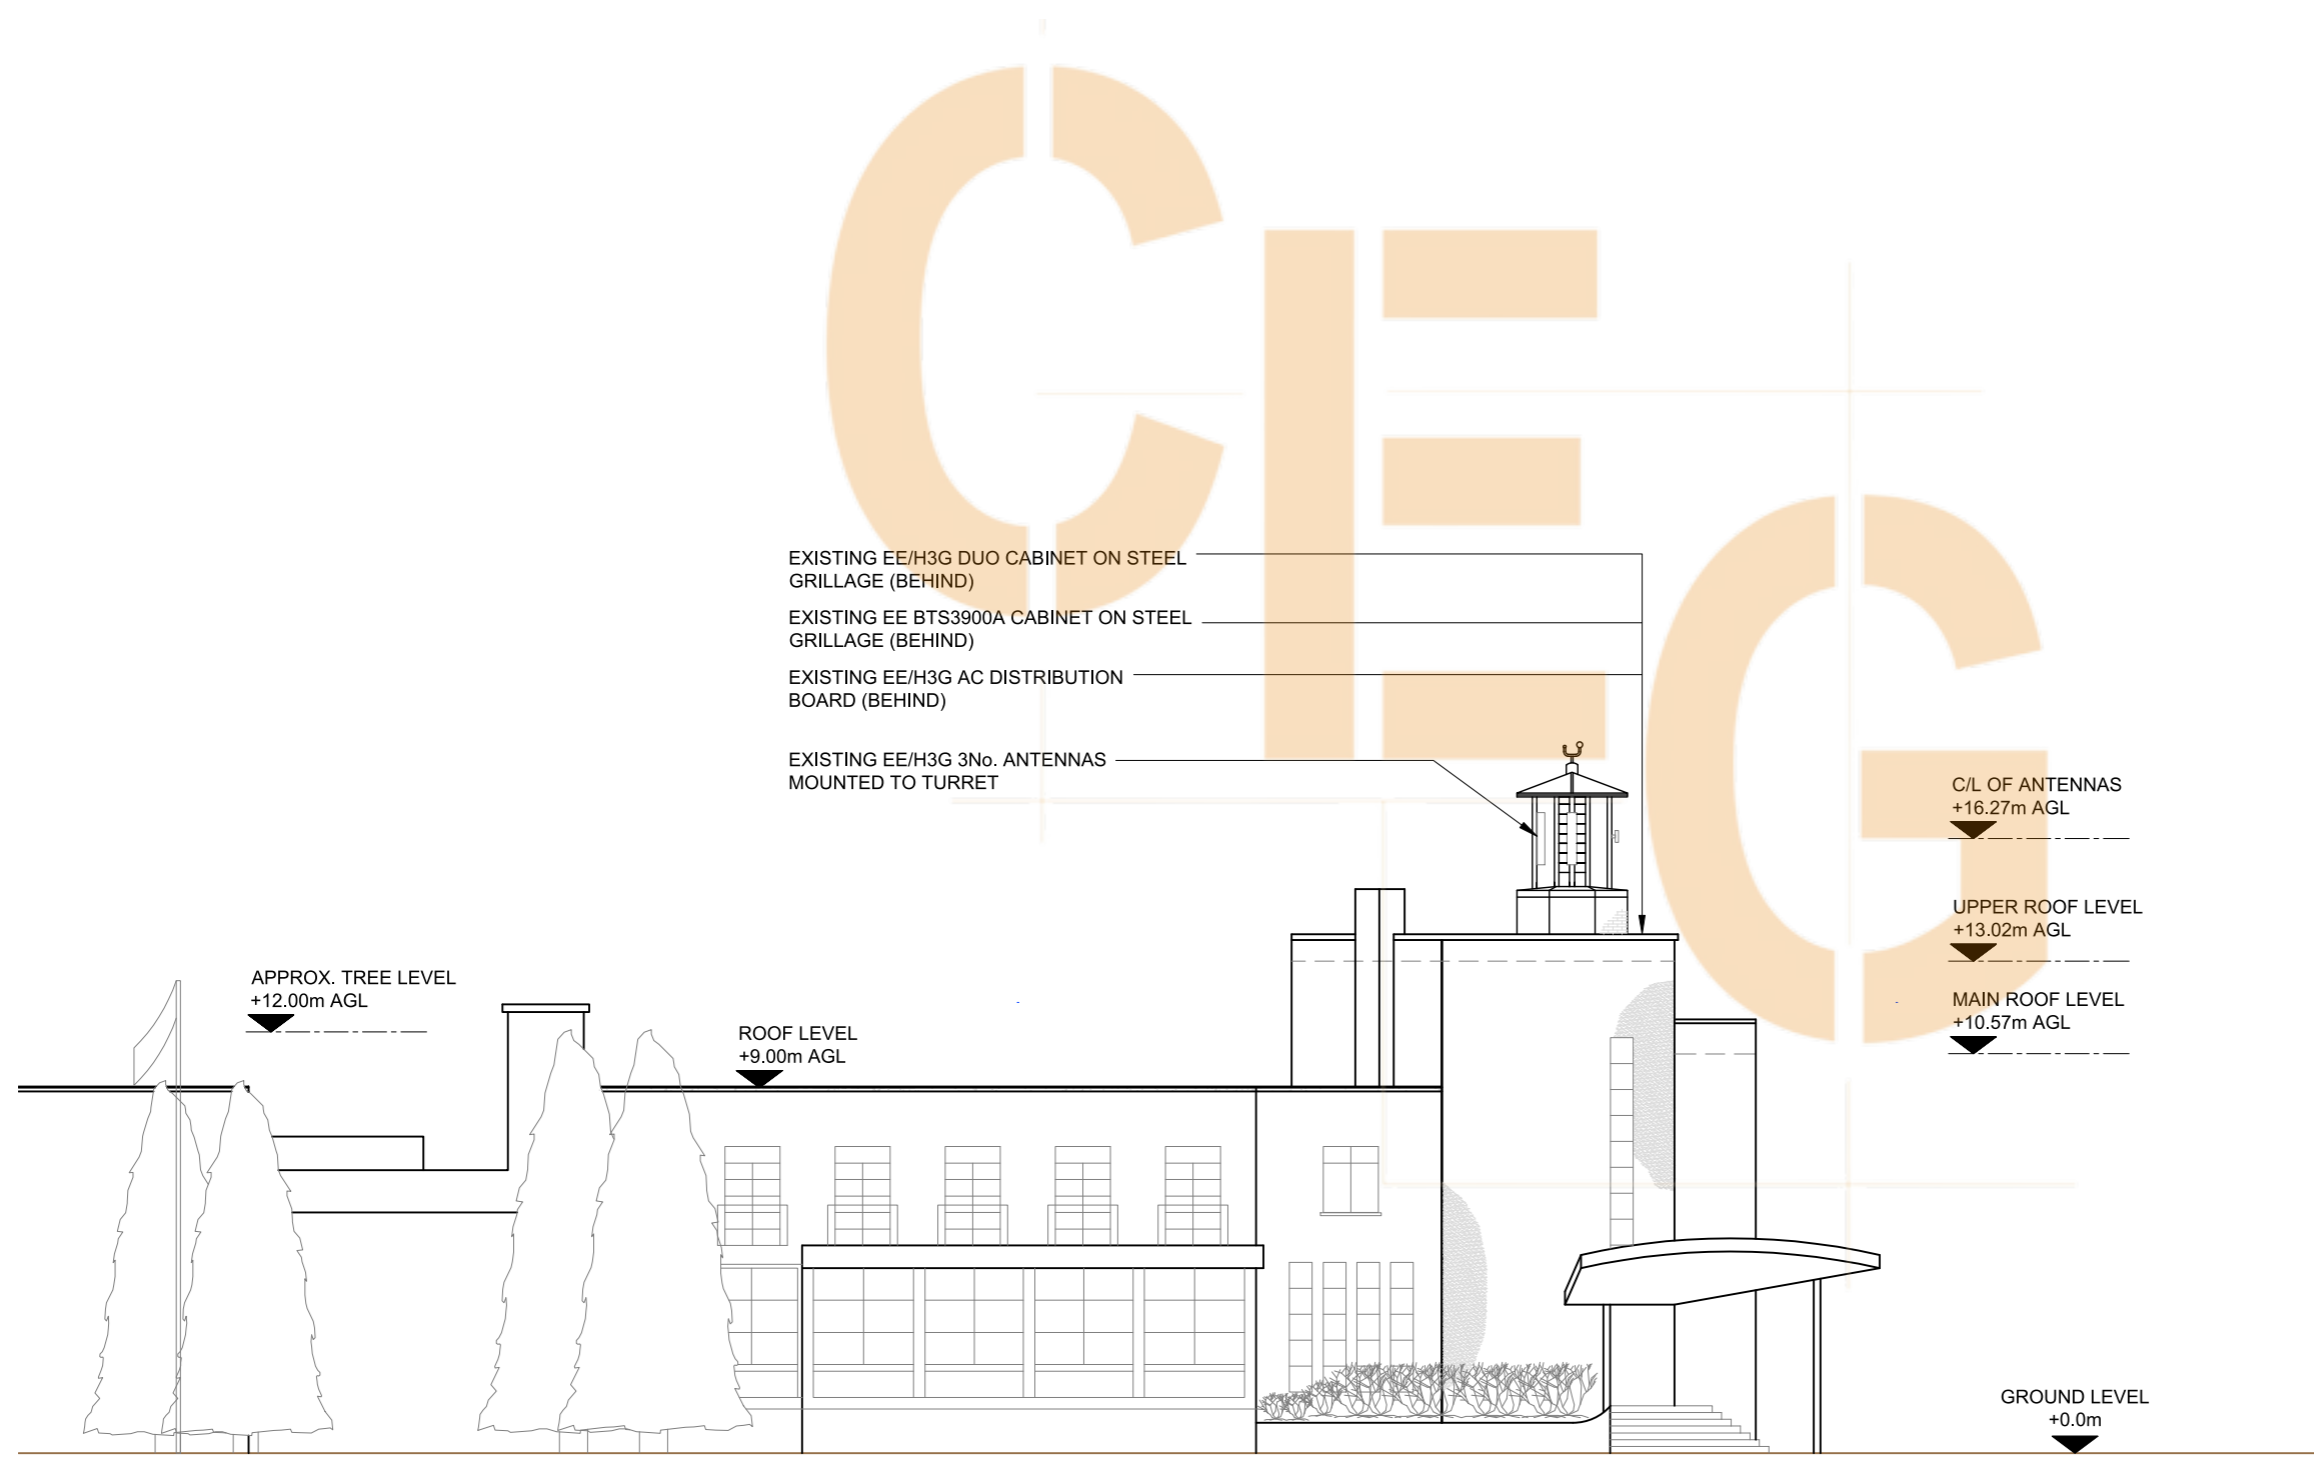 CEG
EXISTING EE/H3G DUO CABINET ON STEEL
GRILLAGE (BEHIND)
EXISTING EE BTS3900A CABINET ON STEEL
GRILLAGE (BEHIND)
EXISTING EE/H3G AC DISTRIBUTION
BOARD (BEHIND)
EXISTING EE/H3G 3No. ANTENNAS
MOUNTED TO TURRET
C/L OF ANTENNAS
+16.27m AGL
UPPER ROOF LEVEL
+13.02m AGL
MAIN ROOF LEVEL
+10.57m AGL
APPROX. TREE LEVEL
+12.00m AGL
ROOF LEVEL
+9.00m AGL
GROUND LEVEL
+0.0m